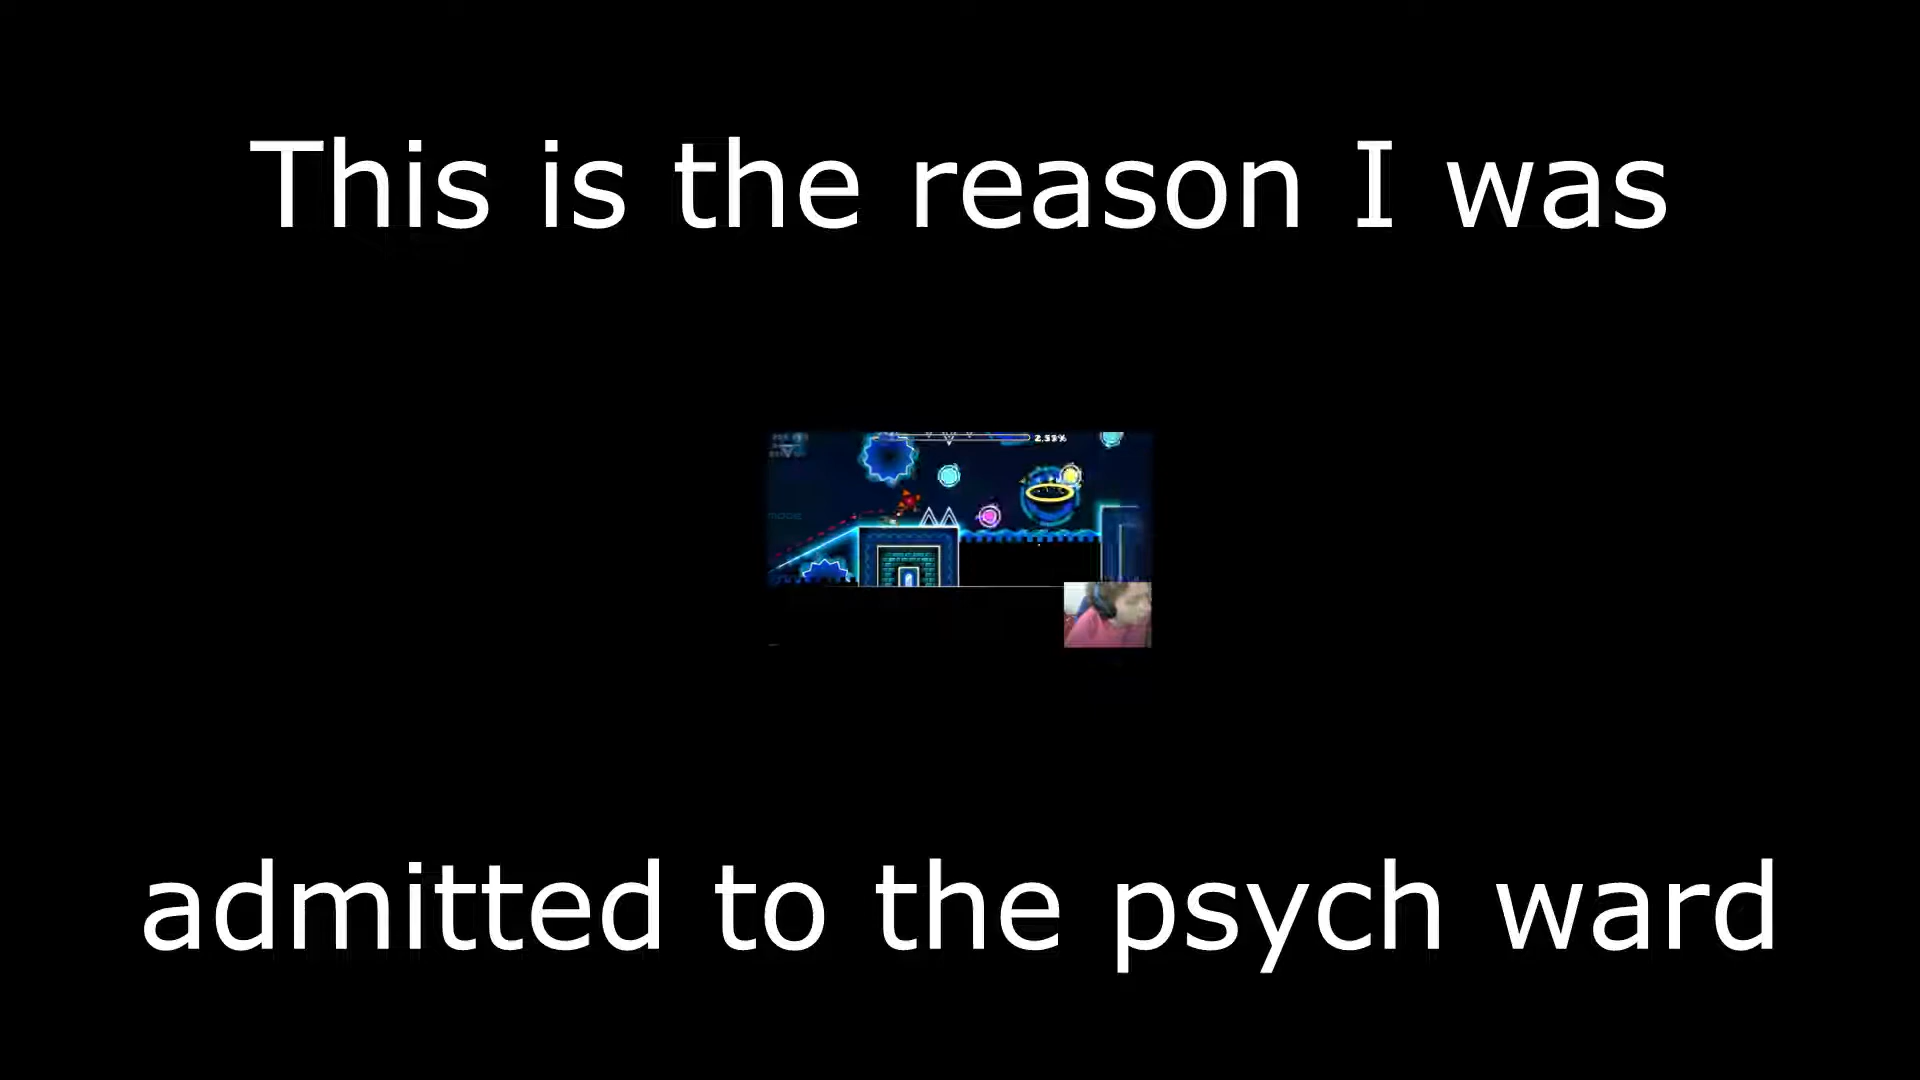 This is the reason I was
admitted to the psych ward